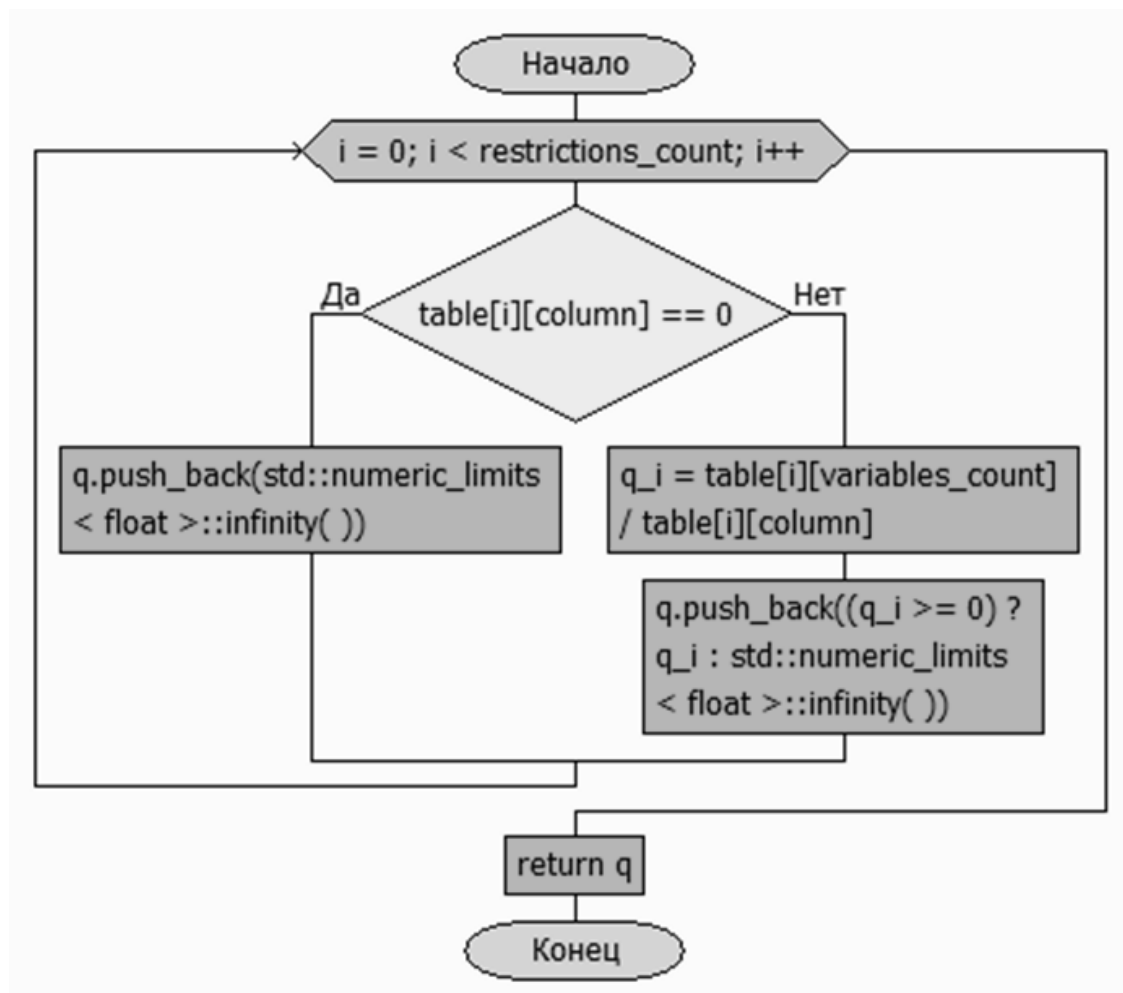 Начало
i = 0; i < restrictions_count; i++
Да
Нет
table[i][column] == 0
q.push_back(std::numeric_limits
< float >::infinity( ))
q_i = table[i][variables_count]
/ table[i][column]
q.push_back((q_i >= 0) ?
q_i : std::numeric_limits
< float >::infinity( ))
return q
Конец